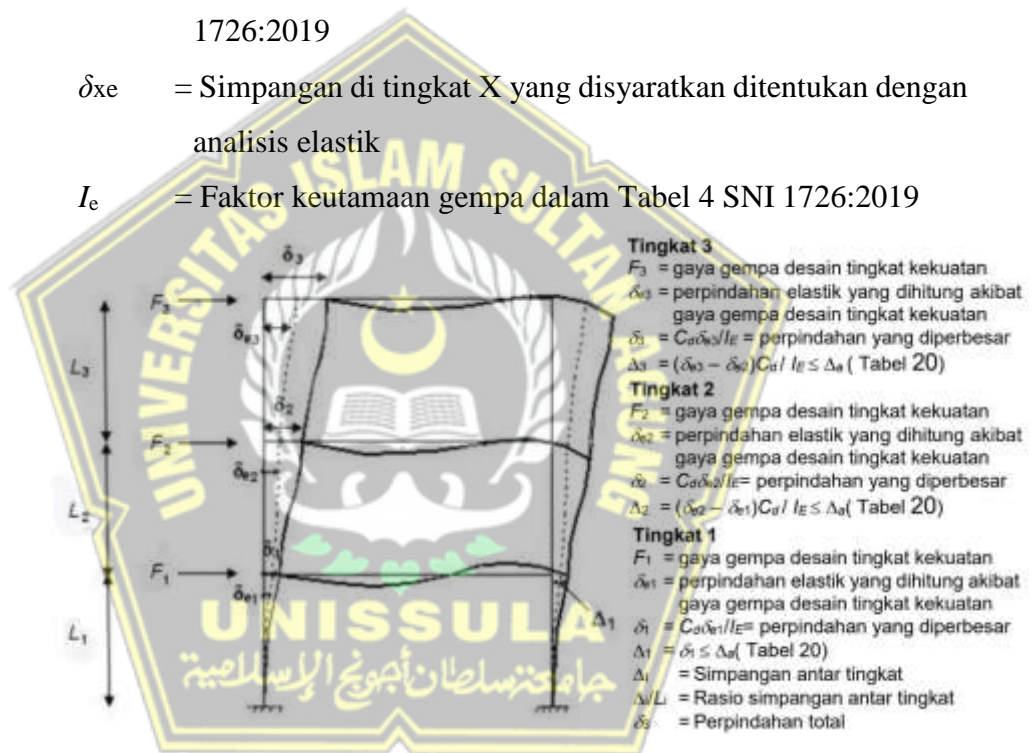 1726:2019
δxe = Simpangan di tingkat X yang disyaratkan ditentukan dengan
analisis elastik
Ie = Faktor keutamaan gempa dalam Tabel 4 SNI 1726:2019
UNIVERSITAS ISLAM SULTAN AGUNG
δ3
F3
δe3
L3
δ2
F2
δe2
L2
δ1
F1
δe1
Δ1
L1
UNISSULA
جامعتسلطان أجونج الإسلامية
Tingkat 3
F3 = gaya gempa desain tingkat kekuatan
δe3 = perpindahan elastik yang dihitung akibat
gaya gempa desain tingkat kekuatan
δ3 = Cdδe3/IE = perpindahan yang diperbesar
Δ3 = (δe3 – δe2)Cd / IE ≤ Δa ( Tabel 20)
Tingkat 2
F2 = gaya gempa desain tingkat kekuatan
δe2 = perpindahan elastik yang dihitung akibat
gaya gempa desain tingkat kekuatan
δ2 = Cdδe2/IE= perpindahan yang diperbesar
Δ2 = (δe2 – δe1)Cd / IE ≤ Δa( Tabel 20)
Tingkat 1
F1 = gaya gempa desain tingkat kekuatan
δe1 = perpindahan elastik yang dihitung akibat
gaya gempa desain tingkat kekuatan
δ1 = Cdδe1/IE= perpindahan yang diperbesar
Δ1 = δ1 ≤ Δa( Tabel 20)
Δi = Simpangan antar tingkat
Δi/Li = Rasio simpangan antar tingkat
δ3 = Perpindahan total